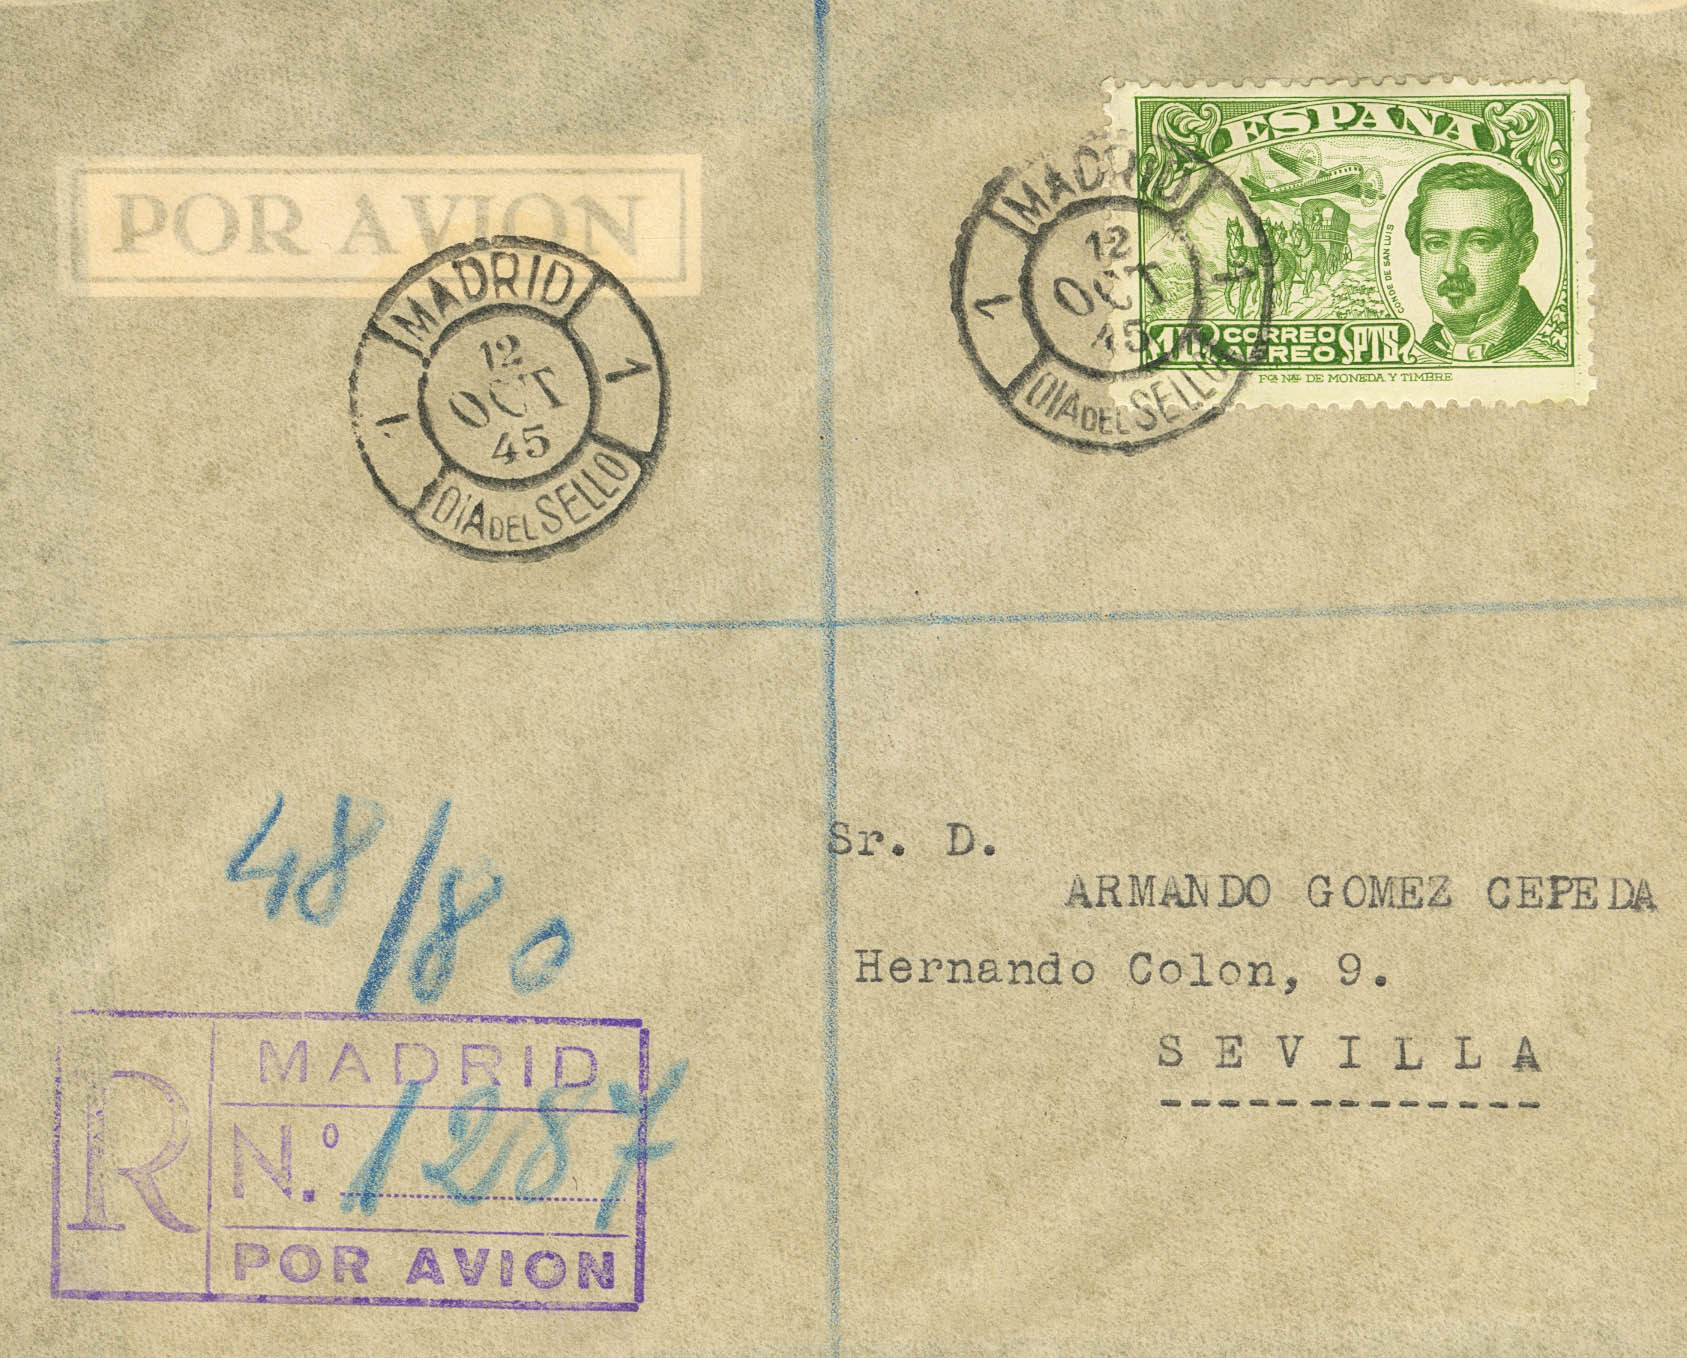 POR AVION
MADRID
1 1
12
OCT
45
DIA DEL SELLO
MADRID
1 1
12
OCT
45
DIA DEL SELLO
ESPAÑA
CONDE DE SAN LUIS
CORREO
AEREO
PTS.
FCA NAL DE MONEDA Y TIMBRE
48/80
Sr. D.
ARMANDO GOMEZ CEPEDA
Hernando Colon, 9.
SEVILLA
R
MADRID
N.º 1287
POR AVION